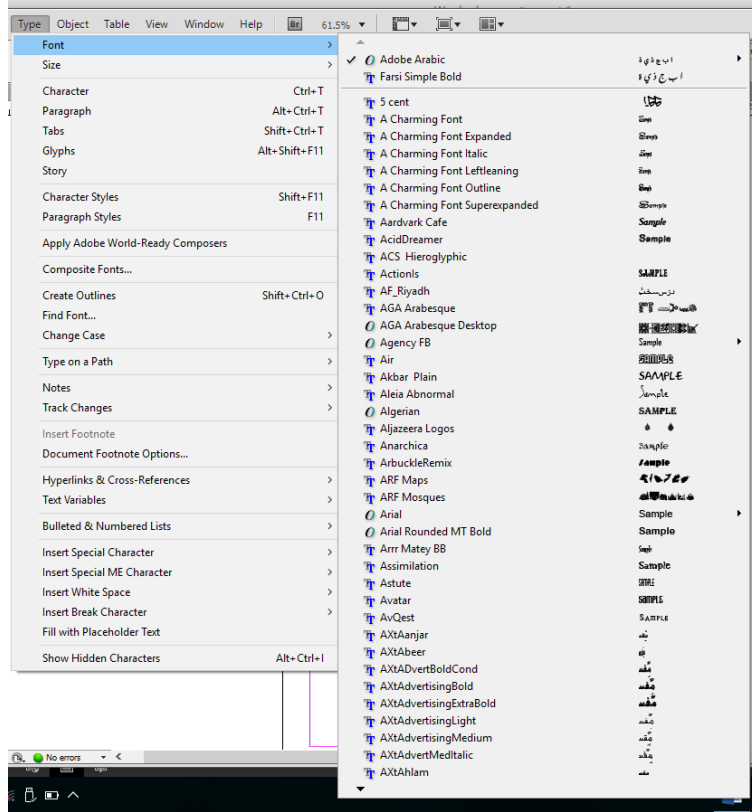 Type Object Table View Window Help Br 61.5%
Font
Size
Character Ctrl+T
Paragraph Alt+Ctrl+T
Tabs Shift+Ctrl+T
Glyphs Alt+Shift+F11
Story
Character Styles Shift+F11
Paragraph Styles F11
Apply Adobe World-Ready Composers
Composite Fonts...
Create Outlines Shift+Ctrl+O
Find Font...
Change Case
Type on a Path
Notes
Track Changes
Insert Footnote
Document Footnote Options...
Hyperlinks & Cross-References
Text Variables
Bulleted & Numbered Lists
Insert Special Character
Insert Special ME Character
Insert White Space
Insert Break Character
Fill with Placeholder Text
Show Hidden Characters Alt+Ctrl+I
Adobe Arabic أ ب ج ذ ي ة
Farsi Simple Bold أ ب ج ذ ي ة
5 cent
A Charming Font Sample
A Charming Font Expanded Sample
A Charming Font Italic Sample
A Charming Font Leftleaning Sample
A Charming Font Outline Sample
A Charming Font Superexpanded Sample
Aardvark Cafe Sample
AcidDreamer Sample
ACS Hieroglyphic
ActionIs SAMPLE
AF_Riyadh
AGA Arabesque
AGA Arabesque Desktop
Agency FB Sample
Air SAMPLE
Akbar Plain SAMPLE
Aleia Abnormal Sample
Algerian SAMPLE
Aljazeera Logos
Anarchica Sample
ArbuckleRemix Sample
ARF Maps
ARF Mosques
Arial Sample
Arial Rounded MT Bold Sample
Arrr Matey BB Sample
Assimilation Sample
Astute SAMPLE
Avatar SAMPLE
AvQest SAMPLE
AXtAanjar
AXtAbeer
AXtADvertBoldCond
AXtAdvertisingBold
AXtAdvertisingExtraBold
AXtAdvertisingLight
AXtAdvertisingMedium
AXtAdvertMedItalic
AXtAhlam
No errors